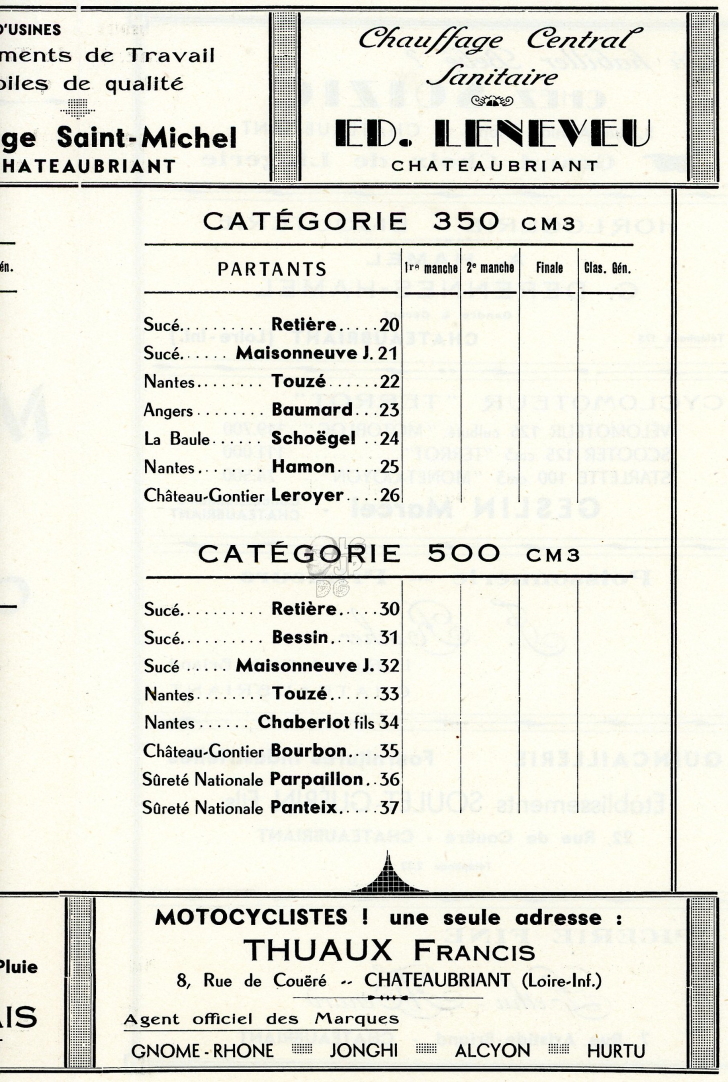 D'USINES
ments de Travail
biles de qualité
ge Saint-Michel
HATEAUBRIANT
Chauffage Central
Sanitaire
ED. LENEVEU
CHATEAUBRIANT
CATÉGORIE 350 CM3
én.
PARTANTS 1re manche 2e manche Finale Clas. Gén.
Sucé........ Retière.... 20
Sucé....... Maisonneuve J. 21
Nantes........ Touzé...... 22
Angers........ Baumard... 23
La Baule...... Schoëgel .. 24
Nantes........ Hamon.... 25
Château-Gontier Leroyer.... 26
CATÉGORIE 500 CM3
Sucé......... Retière.... 30
Sucé......... Bessin..... 31
Sucé ....... Maisonneuve J. 32
Nantes........ Touzé...... 33
Nantes ...... Chaberlot fils 34
Château-Gontier Bourbon.... 35
Sûreté Nationale Parpaillon.. 36
Sûreté Nationale Panteix..... 37
Pluie
AIS
MOTOCYCLISTES ! une seule adresse :
THUAUX FRANCIS
8, Rue de Couëré -- CHATEAUBRIANT (Loire-Inf.)
Agent officiel des Marques
GNOME-RHONE JONGHI ALCYON HURTU